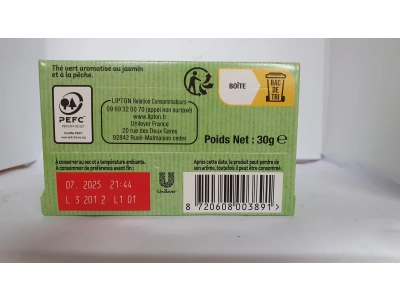 Thé vert aromatisé au jasmin
et à la pêche.
PEFC
LIPTON Relation Consommateurs
09 69 32 00 70 (appel non surtaxé)
www.lipton.fr
Unilever France
20 rue des Deux Gares
92842 Rueil-Malmaison cedex
BOÎTE
BAC
DE
TRI
Poids Net : 30g e
A conserver au sec et à température ambiante.
A consommer de préférence avant fin :
07. 2025 21:44
L 3 201 2 L1 01
Unilever
Après cette date, le produit peut perdre de
son arôme, toutefois il peut être consommé.
8 720608 003891 >